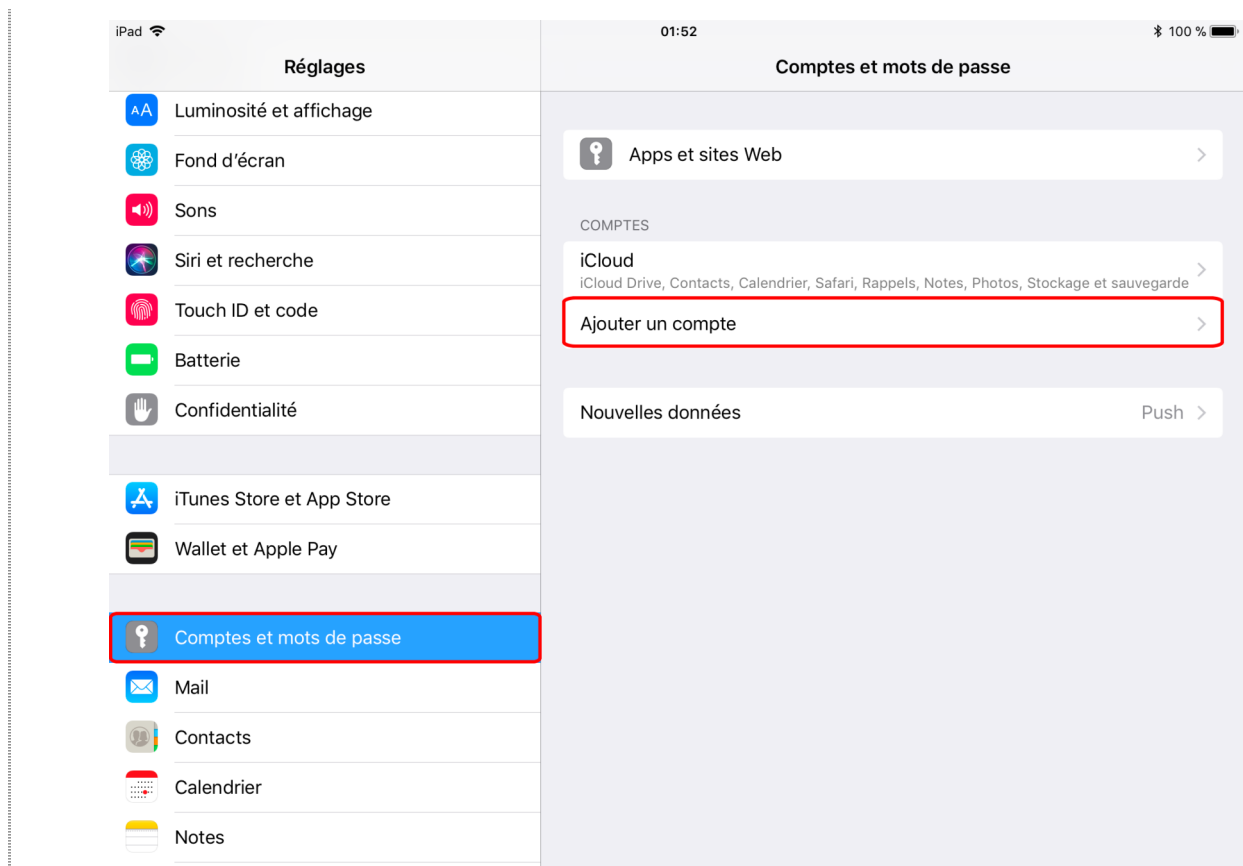 iPad
01:52
100 %
Réglages
Comptes et mots de passe
AA
Luminosité et affichage
Fond d’écran
Sons
Siri et recherche
Touch ID et code
Batterie
Confidentialité
iTunes Store et App Store
Wallet et Apple Pay
Comptes et mots de passe
Mail
Contacts
Calendrier
Notes
Apps et sites Web
COMPTES
iCloud
iCloud Drive, Contacts, Calendrier, Safari, Rappels, Notes, Photos, Stockage et sauvegarde
Ajouter un compte
Nouvelles données
Push